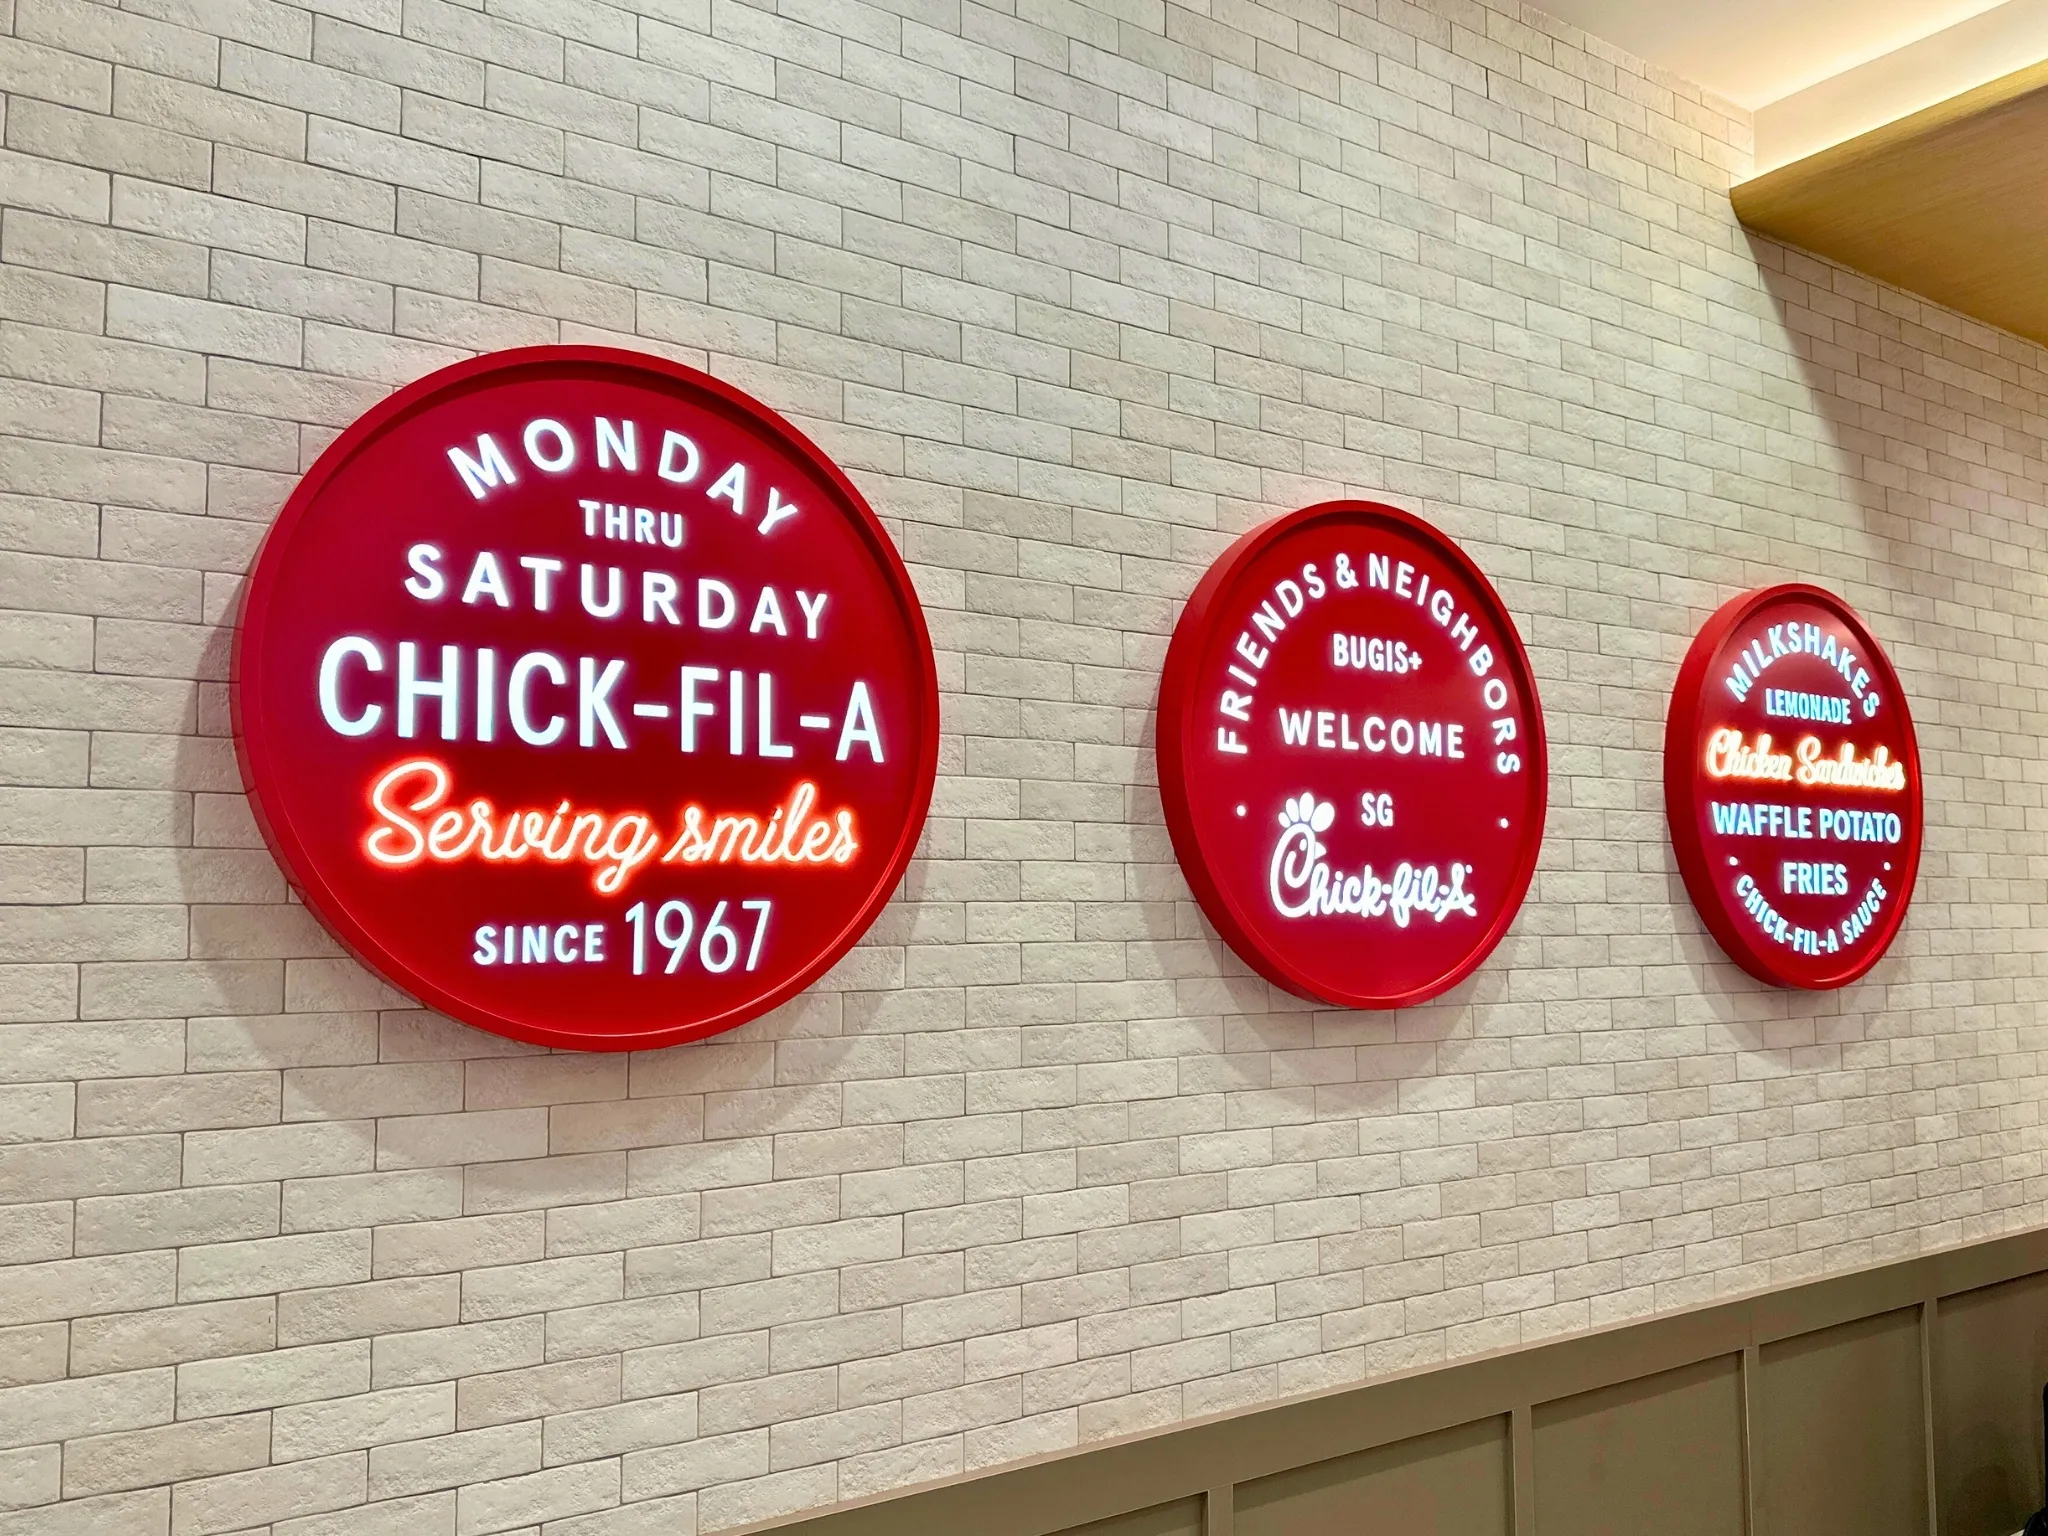 MONDAY
THRU
SATURDAY
CHICK-FIL-A
Serving smiles
SINCE 1967
FRIENDS & NEIGHBORS
BUGIS+
WELCOME
SG
Chick-fil-A
MILKSHAKES
LEMONADE
Chicken Sandwiches
WAFFLE POTATO
FRIES
CHICK-FIL-A SAUCE